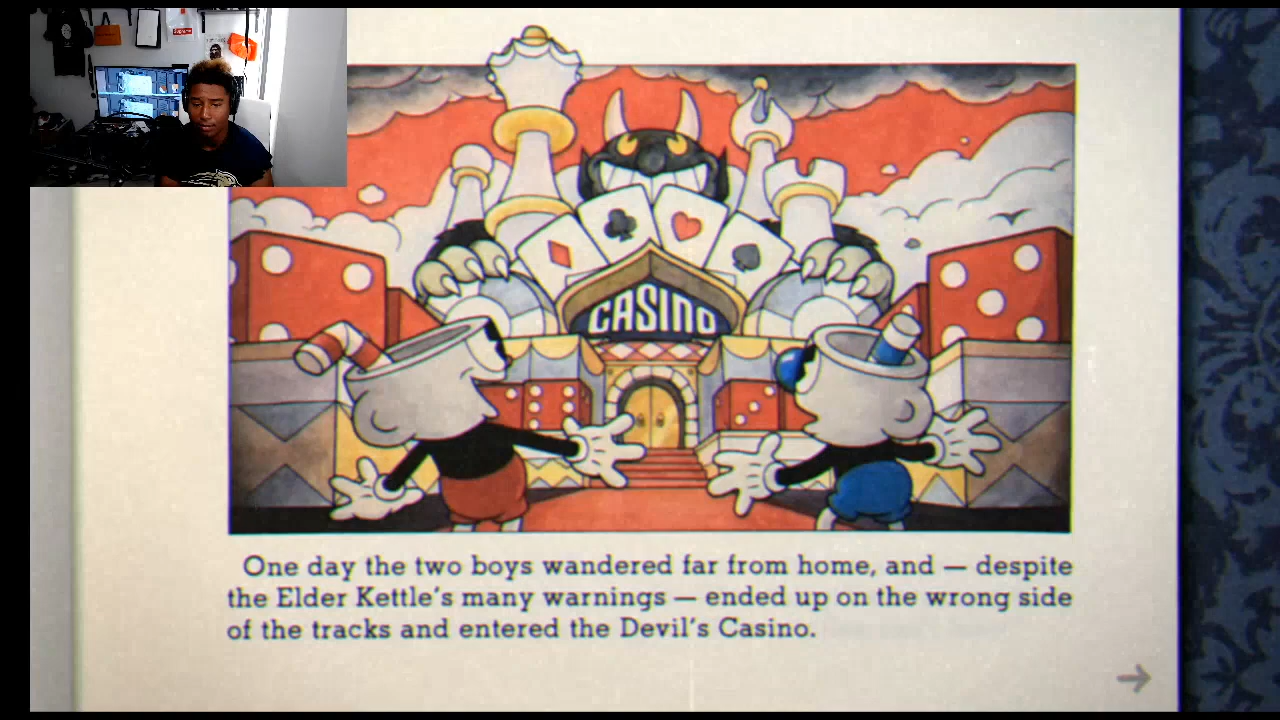 Supreme
CASINO
One day the two boys wandered far from home, and — despite
the Elder Kettle's many warnings — ended up on the wrong side
of the tracks and entered the Devil's Casino.